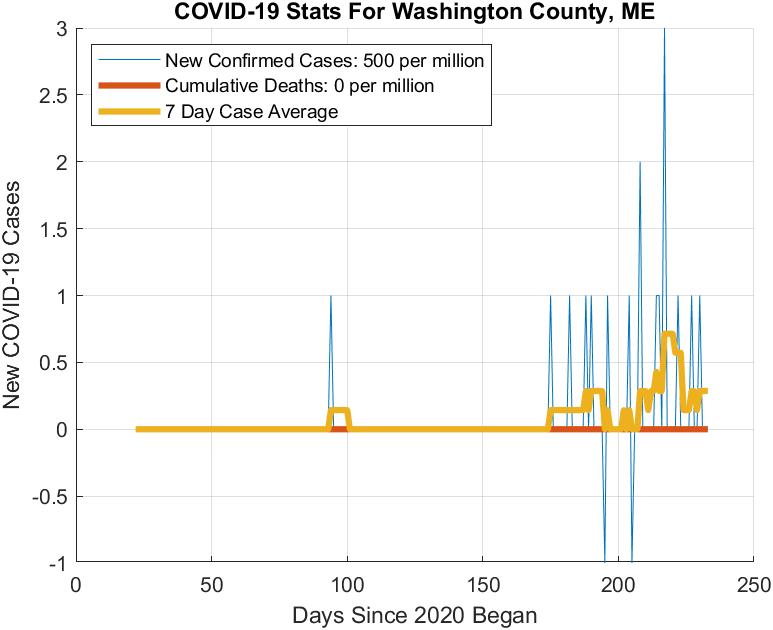 COVID-19 Stats For Washington County, ME
New Confirmed Cases: 500 per million
Cumulative Deaths: 0 per million
7 Day Case Average
New COVID-19 Cases
3
2.5
2
1.5
1
0.5
0
-0.5
-1
0 50 100 150 200 250
Days Since 2020 Began